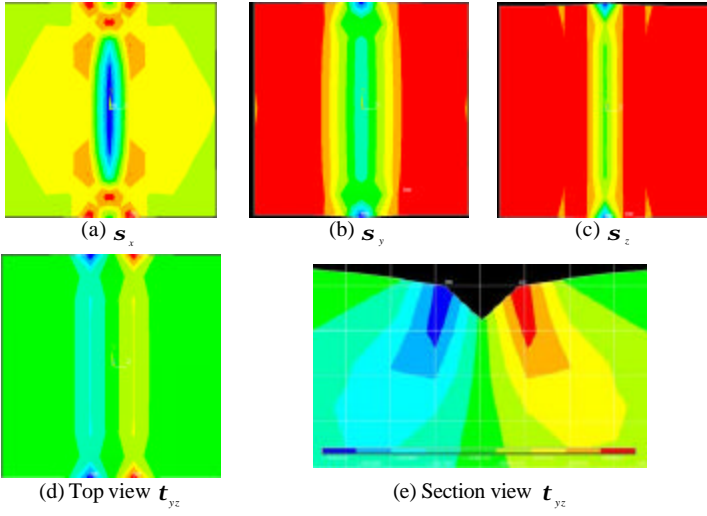 (a) s x
(b) s y
(c) s z
(d) Top view t yz
(e) Section view t yz